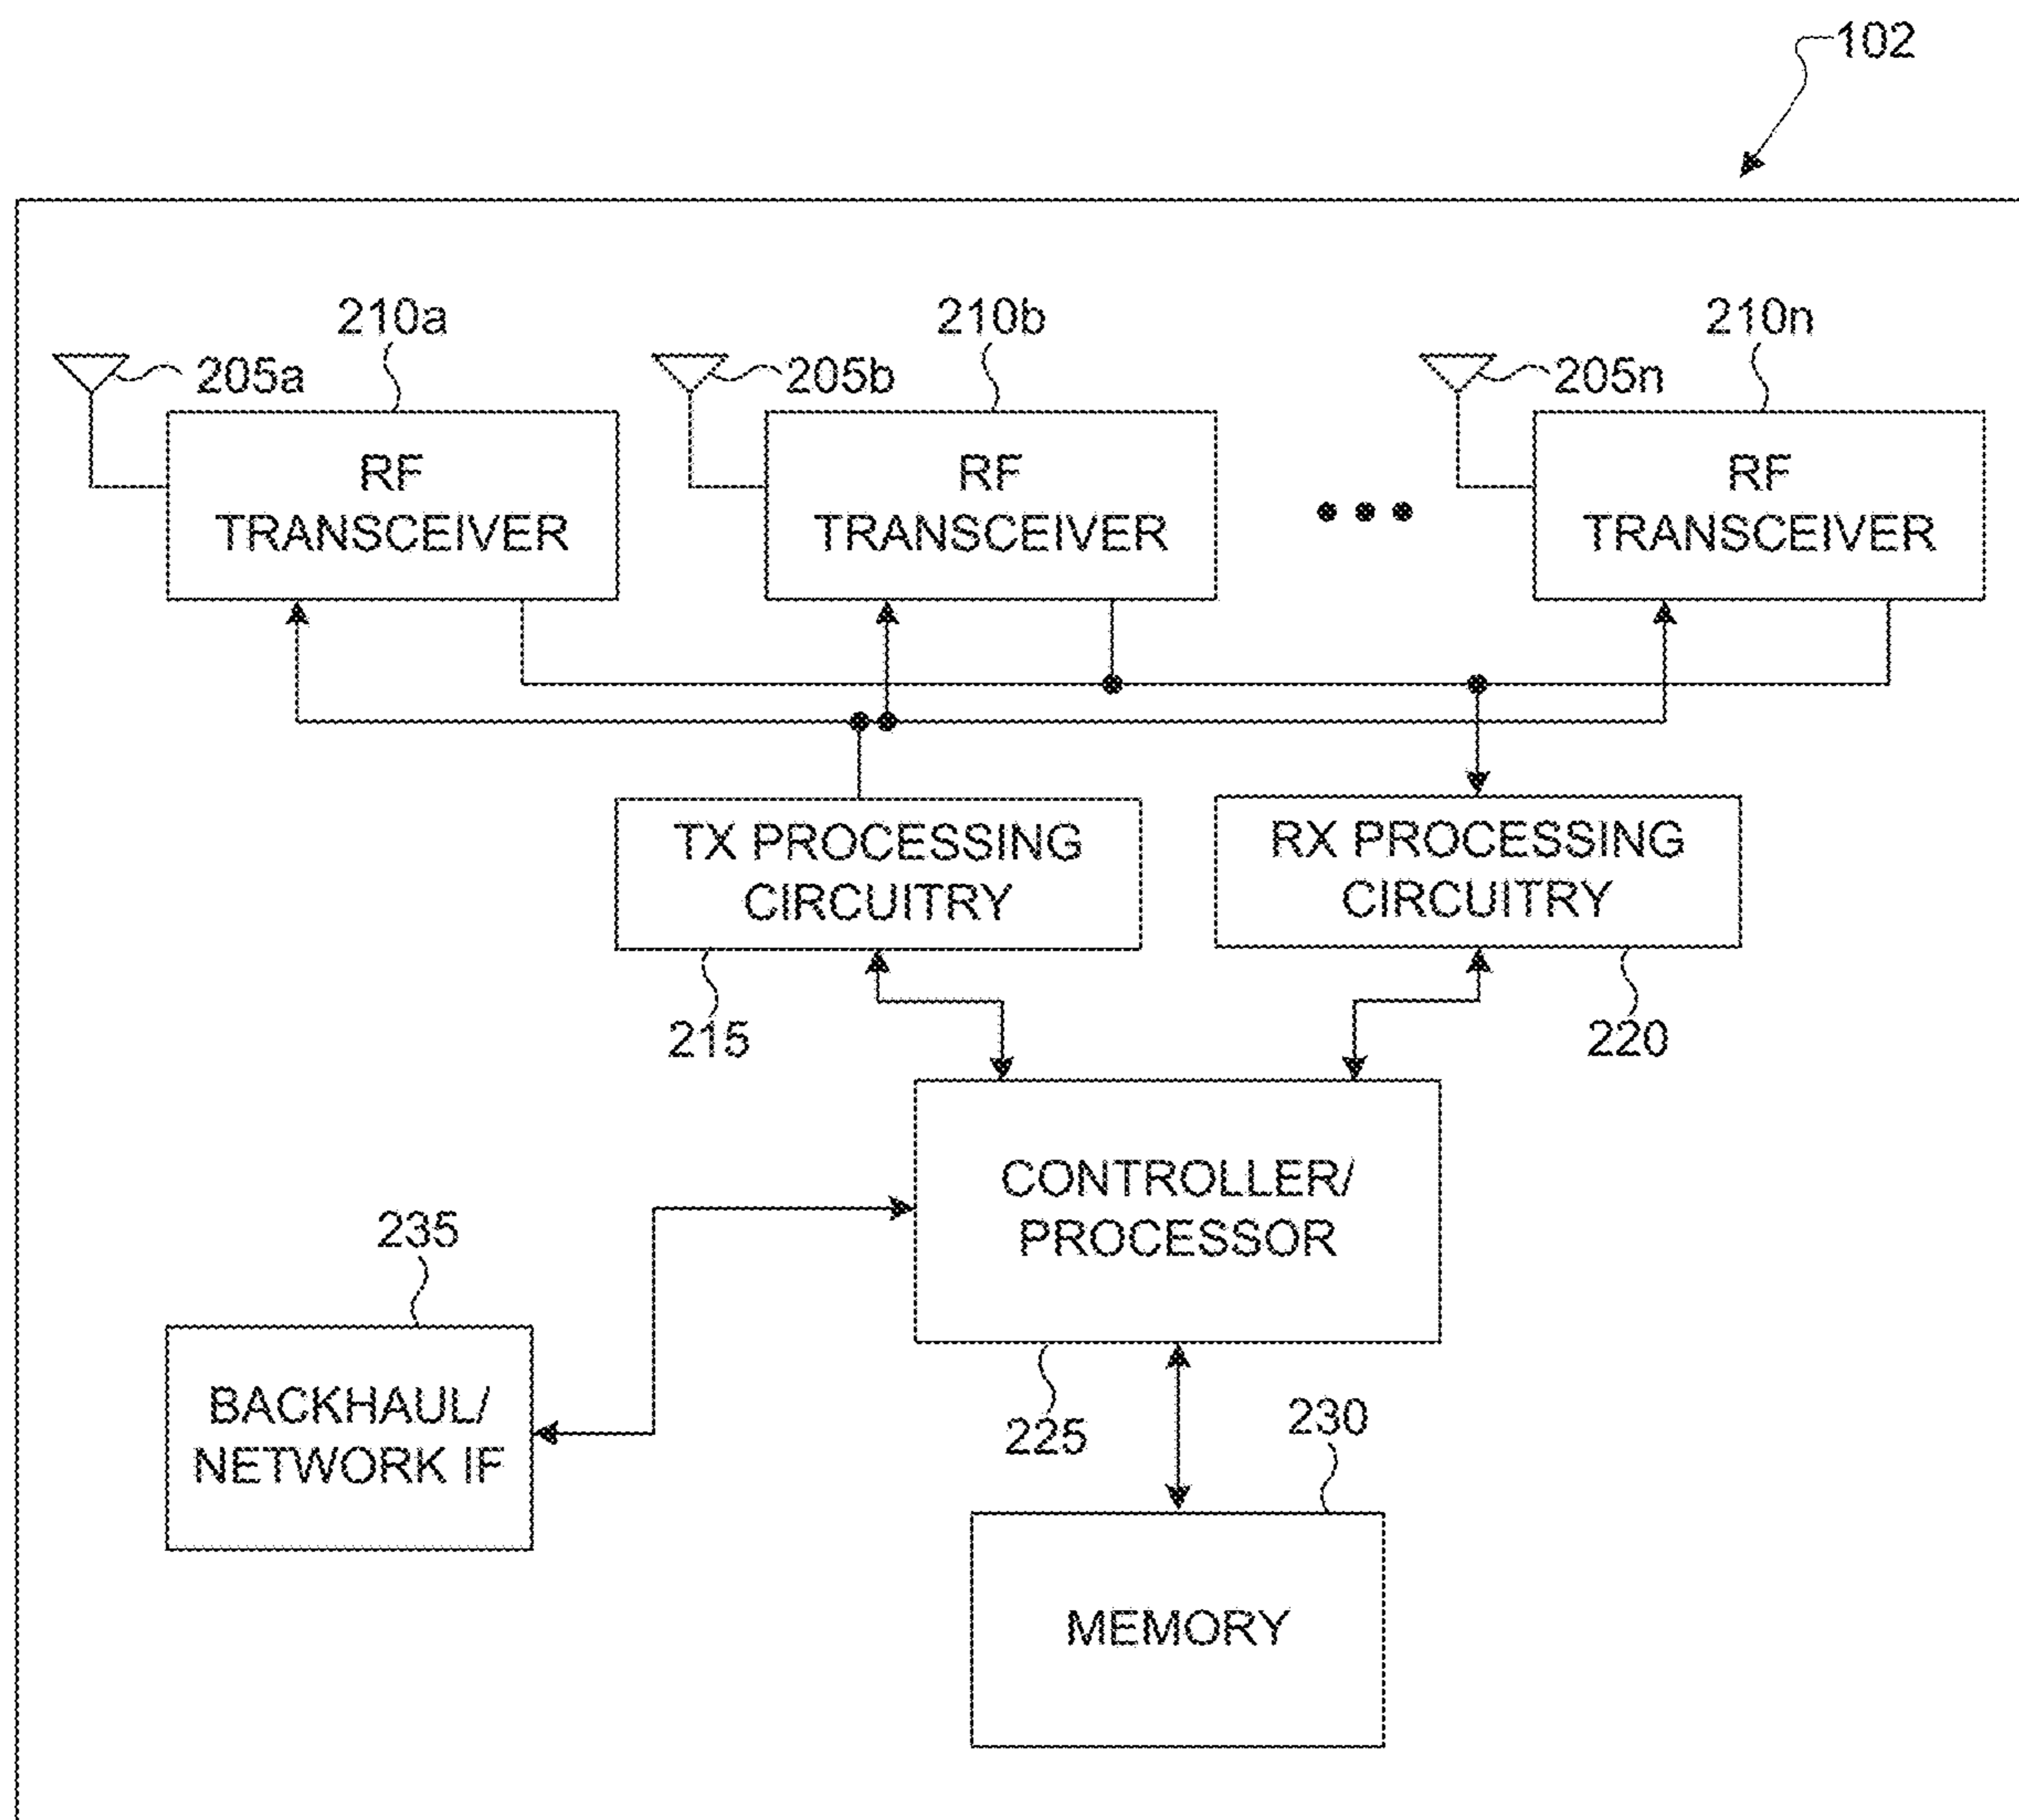 102
210a
210b
210n
205a
205b
205n
RF
TRANSCEIVER
RF
TRANSCEIVER
RF
TRANSCEIVER
TX PROCESSING
CIRCUITRY
RX PROCESSING
CIRCUITRY
215
220
CONTROLLER/
PROCESSOR
235
BACKHAUL/
NETWORK IF
225
230
MEMORY